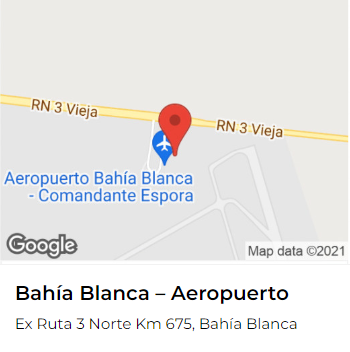 RN 3 Vieja
RN 3 Vieja
Aeropuerto Bahía Blanca
- Comandante Espora
Google
Map data ©2021
Bahía Blanca – Aeropuerto
Ex Ruta 3 Norte Km 675, Bahía Blanca